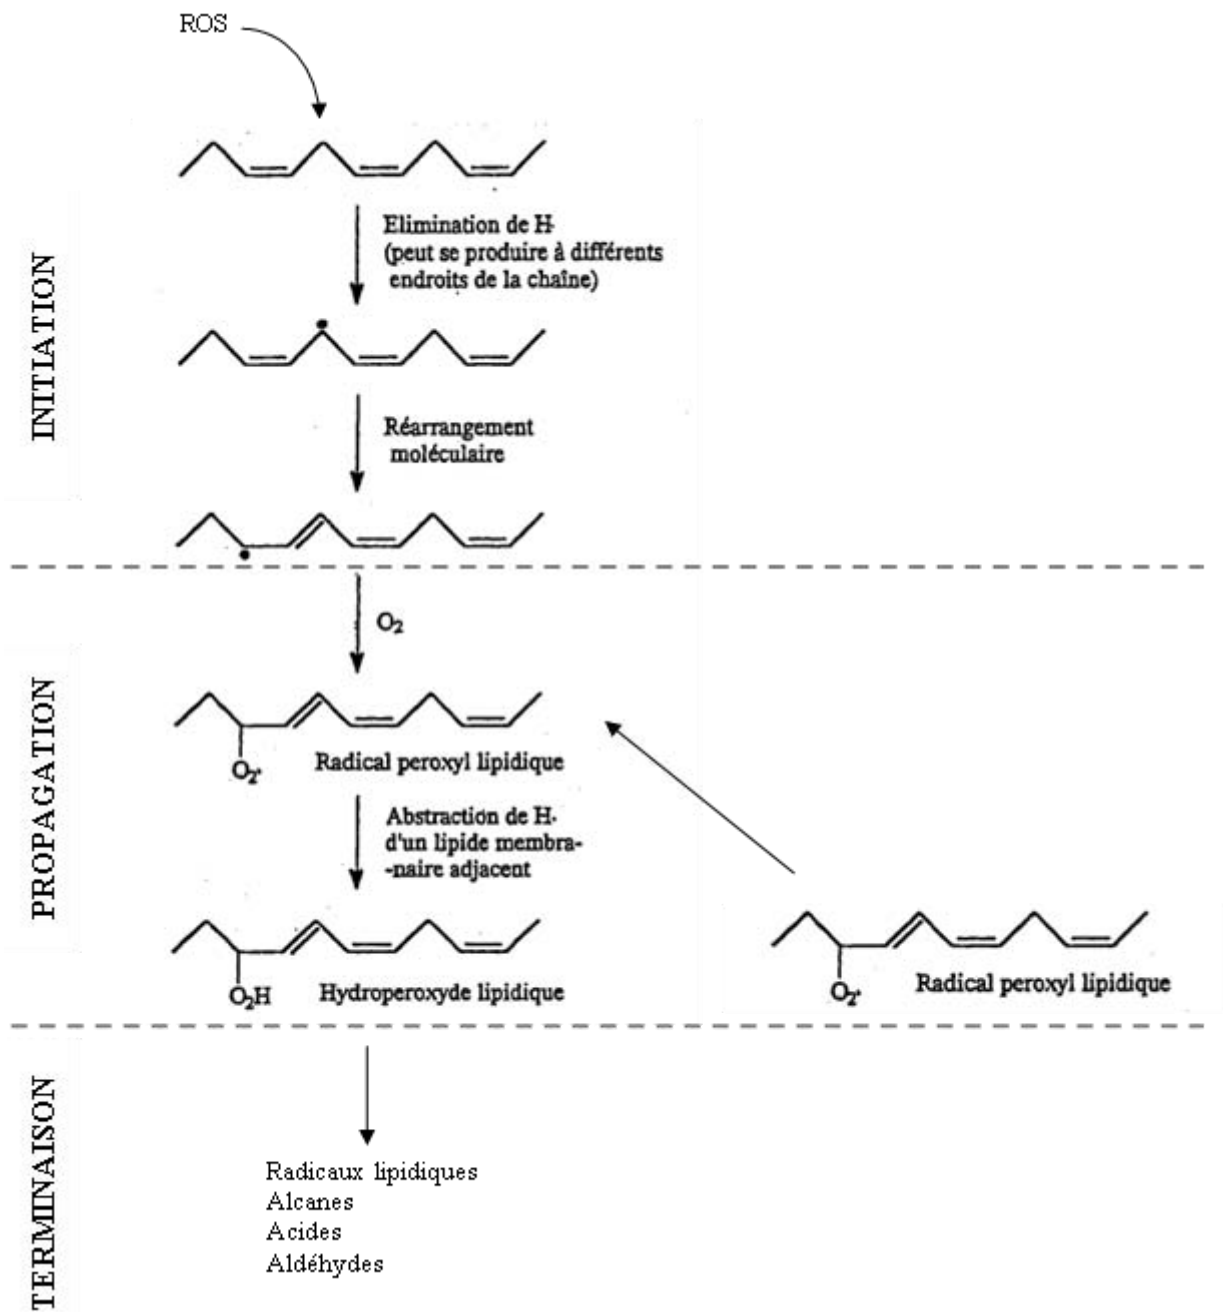 ROS
INITIATION
Elimination de H·
(peut se produire à différents
endroits de la chaîne)
Réarrangement
moléculaire
PROPAGATION
O₂
O₂·
Radical peroxyl lipidique
Abstraction de H·
d'un lipide membra-
-naire adjacent
O₂H
Hydroperoxyde lipidique
O₂·
Radical peroxyl lipidique
TERMINAISON
Radicaux lipidiques
Alcanes
Acides
Aldéhydes